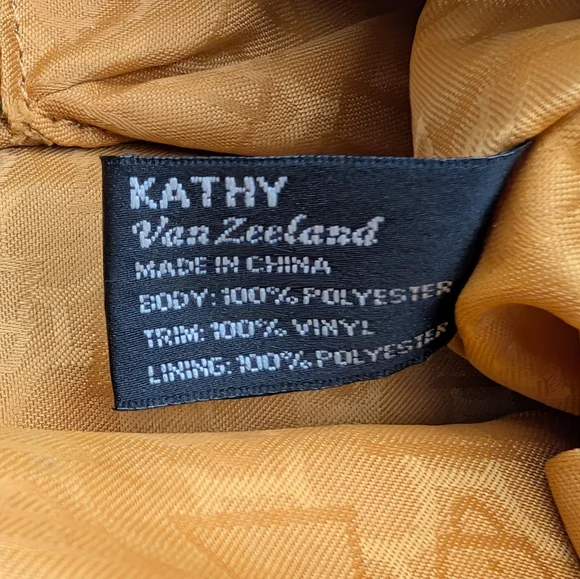 KATHY
Van Zeeland
MADE IN CHINA
BODY: 100% POLYESTER
TRIM: 100% VINYL
LINING: 100% POLYESTER